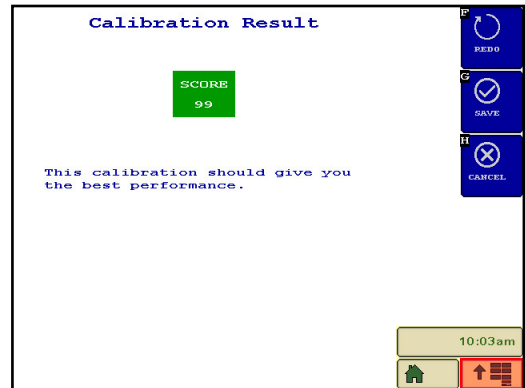 Calibration Result
SCORE
99
This calibration should give you
the best performance.
F
REDO
G
SAVE
H
CANCEL
10:03am